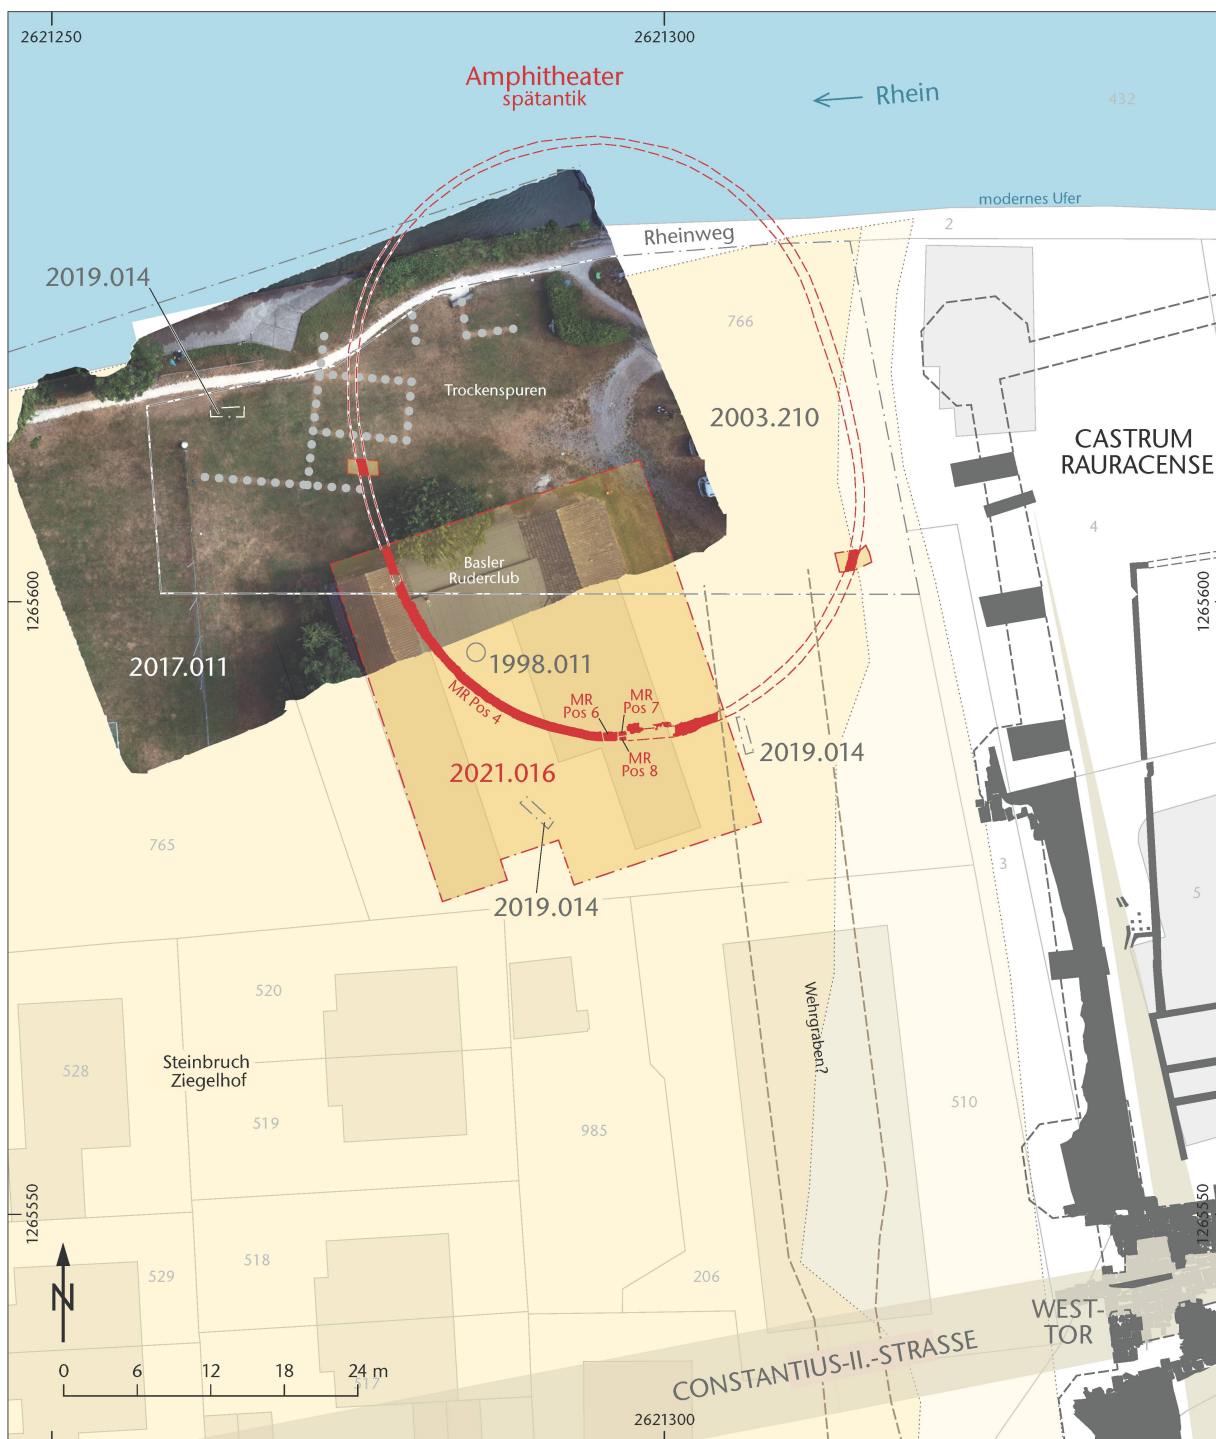 2621250
2621300
Amphitheater
spätantik
Rhein
432
modernes Ufer
2
Rheinweg
2019.014
766
Trockenspuren
2003.210
CASTRUM
RAURACENSE
4
Basler
Ruderclub
1265600
1265600
2017.011
1998.011
MR Pos 4
MR
Pos 6
MR
Pos 7
MR
Pos 8
2021.016
2019.014
765
3
5
2019.014
520
Wehrgraben?
Steinbruch
Ziegelhof
528
519
985
510
1265550
1265550
518
529
206
N
WEST-
TOR
CONSTANTIUS-II.-STRASSE
0 6 12 18 24 m
517
2621300